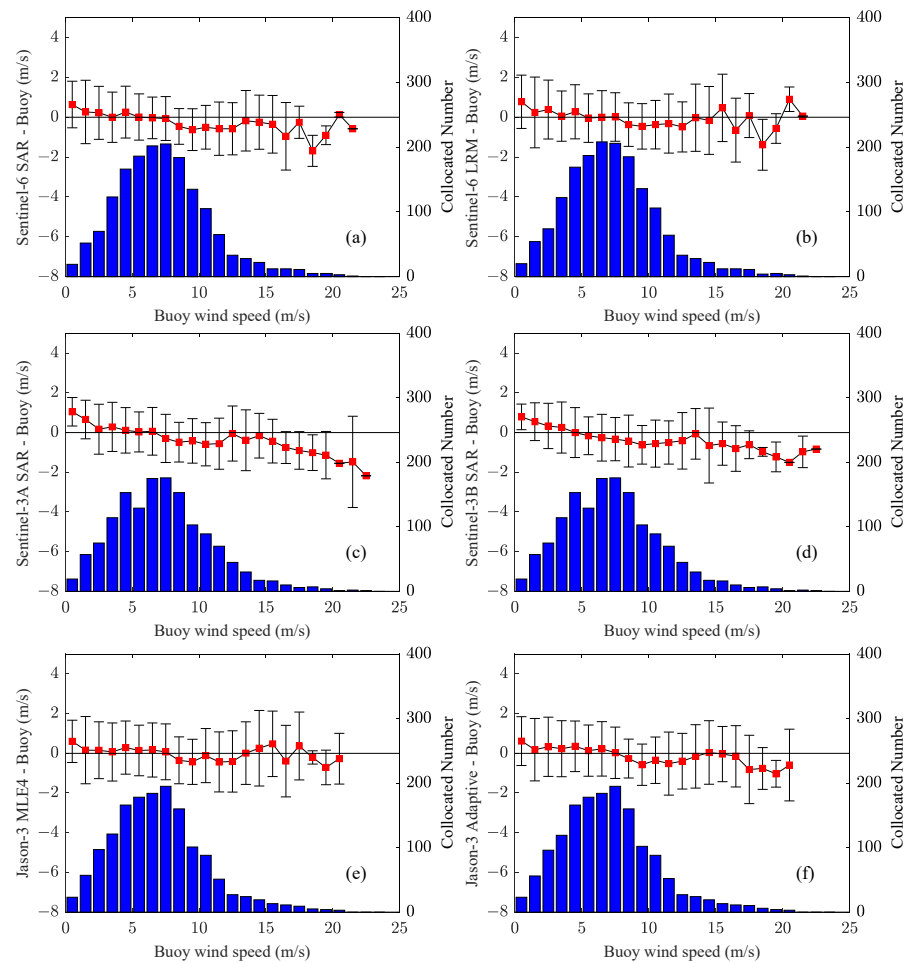 4
2
0
−2
−4
−6
−8
Sentinel-6 SAR - Buoy (m/s)
400
300
200
100
0
Collocated Number
(a)
0 5 10 15 20 25
Buoy wind speed (m/s)
4
2
0
−2
−4
−6
−8
Sentinel-6 LRM - Buoy (m/s)
400
300
200
100
0
Collocated Number
(b)
0 5 10 15 20 25
Buoy wind speed (m/s)
4
2
0
−2
−4
−6
−8
Sentinel-3A SAR - Buoy (m/s)
400
300
200
100
0
Collocated Number
(c)
0 5 10 15 20 25
Buoy wind speed (m/s)
4
2
0
−2
−4
−6
−8
Sentinel-3B SAR - Buoy (m/s)
400
300
200
100
0
Collocated Number
(d)
0 5 10 15 20 25
Buoy wind speed (m/s)
4
2
0
−2
−4
−6
−8
Jason-3 MLE4 - Buoy (m/s)
400
300
200
100
0
Collocated Number
(e)
0 5 10 15 20 25
Buoy wind speed (m/s)
4
2
0
−2
−4
−6
−8
Jason-3 Adaptive - Buoy (m/s)
400
300
200
100
0
Collocated Number
(f)
0 5 10 15 20 25
Buoy wind speed (m/s)